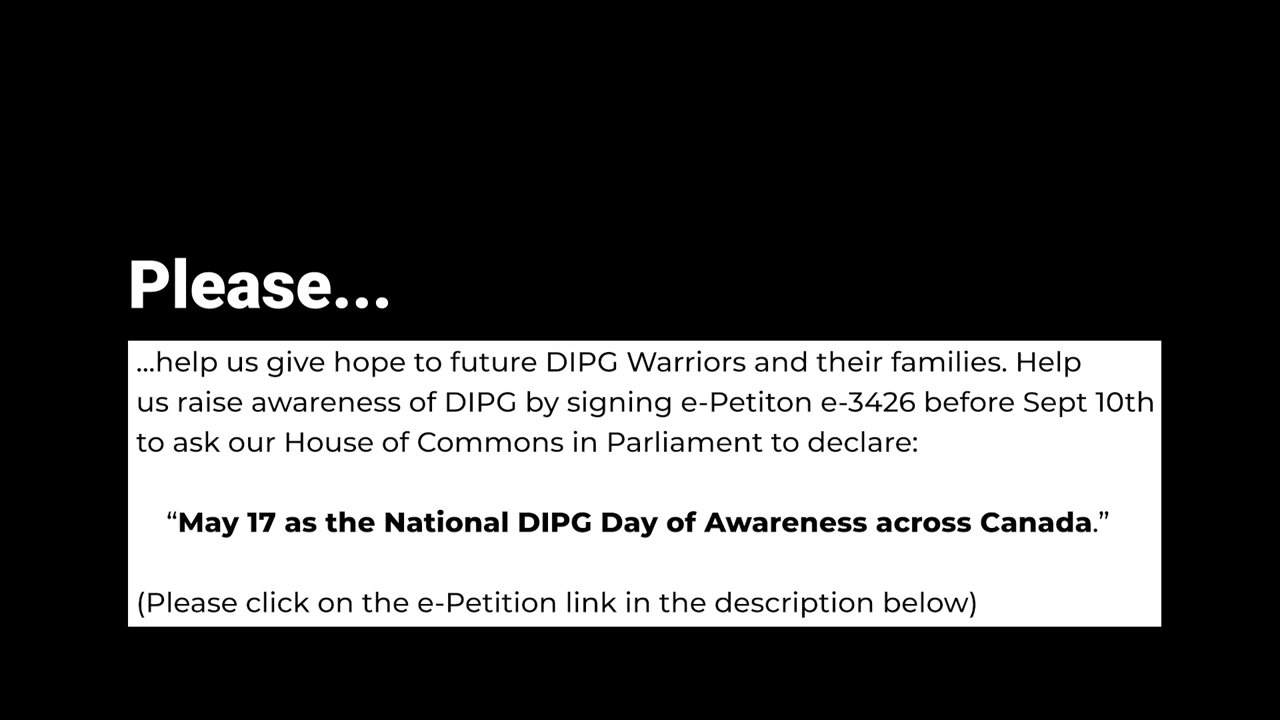 Please...
...help us give hope to future DIPG Warriors and their families. Help
us raise awareness of DIPG by signing e-Petiton e-3426 before Sept 10th
to ask our House of Commons in Parliament to declare:
“May 17 as the National DIPG Day of Awareness across Canada.”
(Please click on the e-Petition link in the description below)